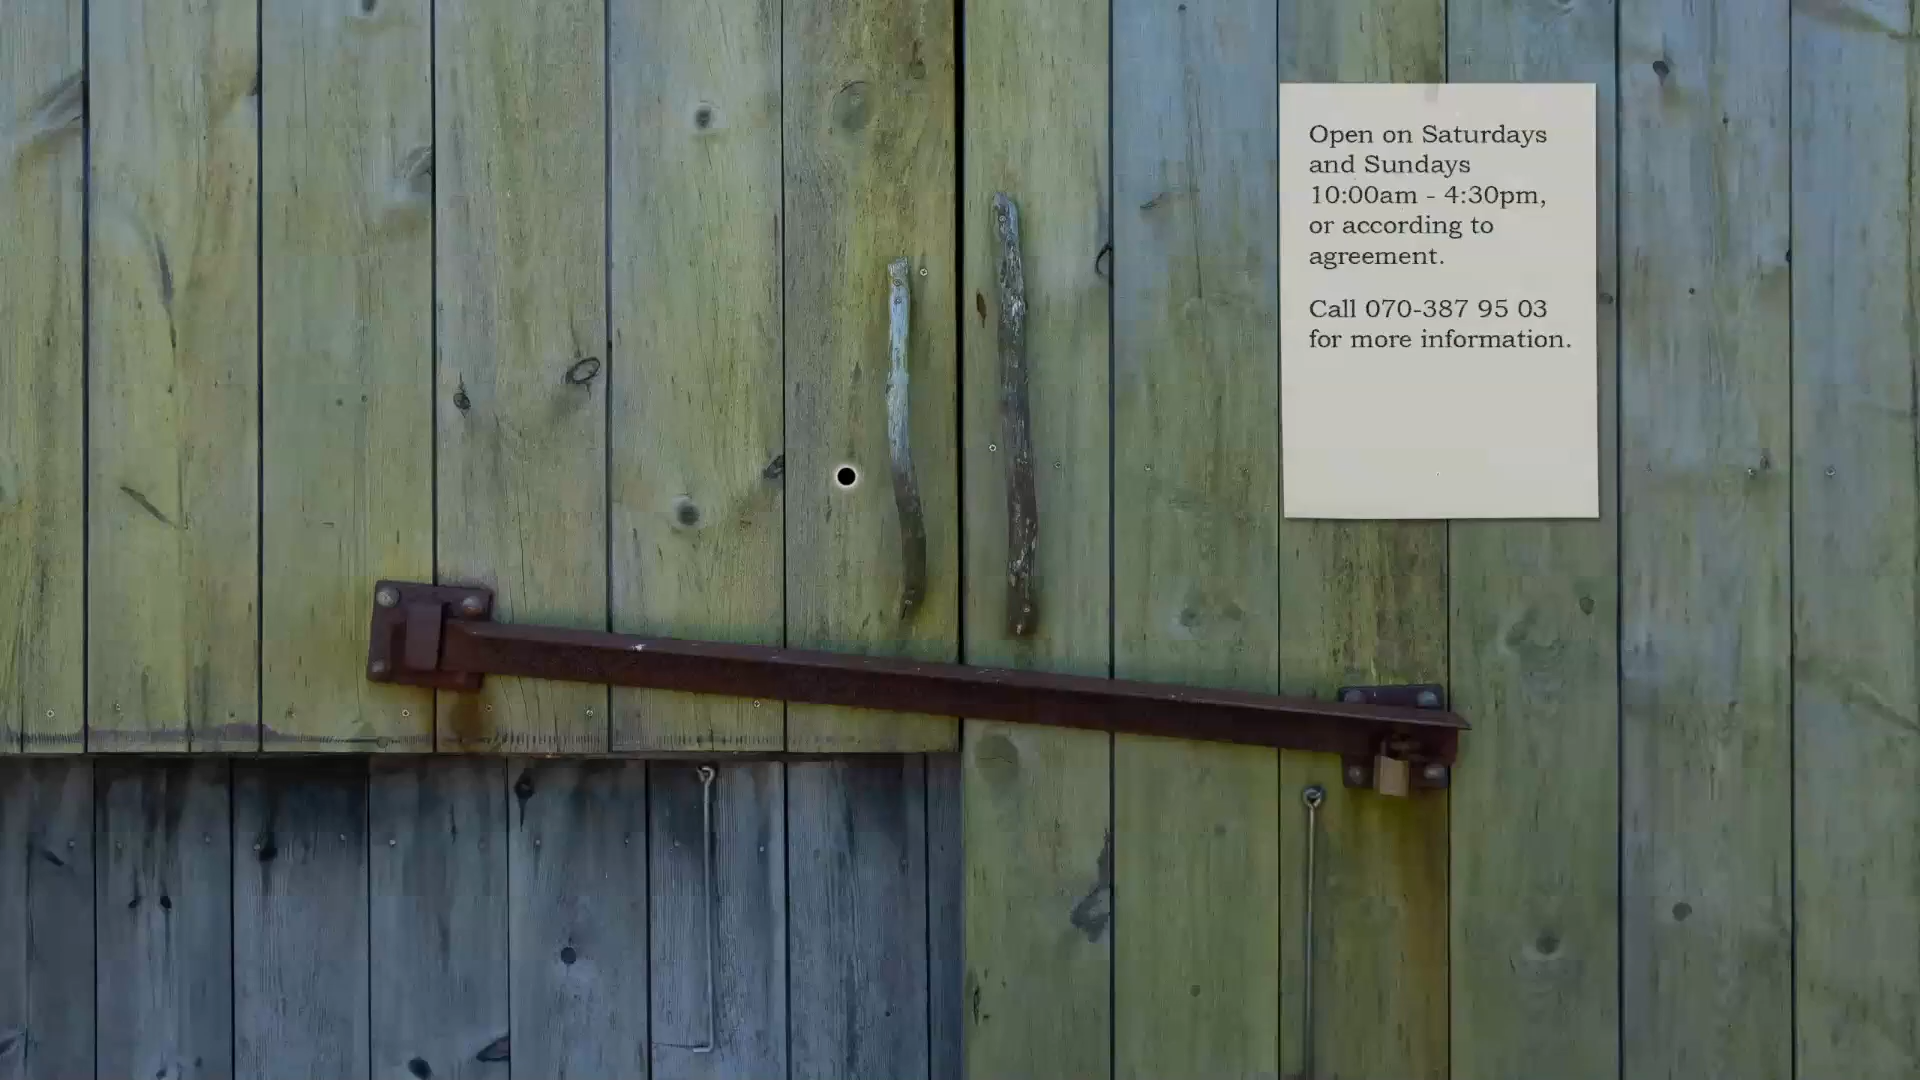 Open on Saturdays
and Sundays
10:00am - 4:30pm,
or according to
agreement.
Call 070-387 95 03
for more information.